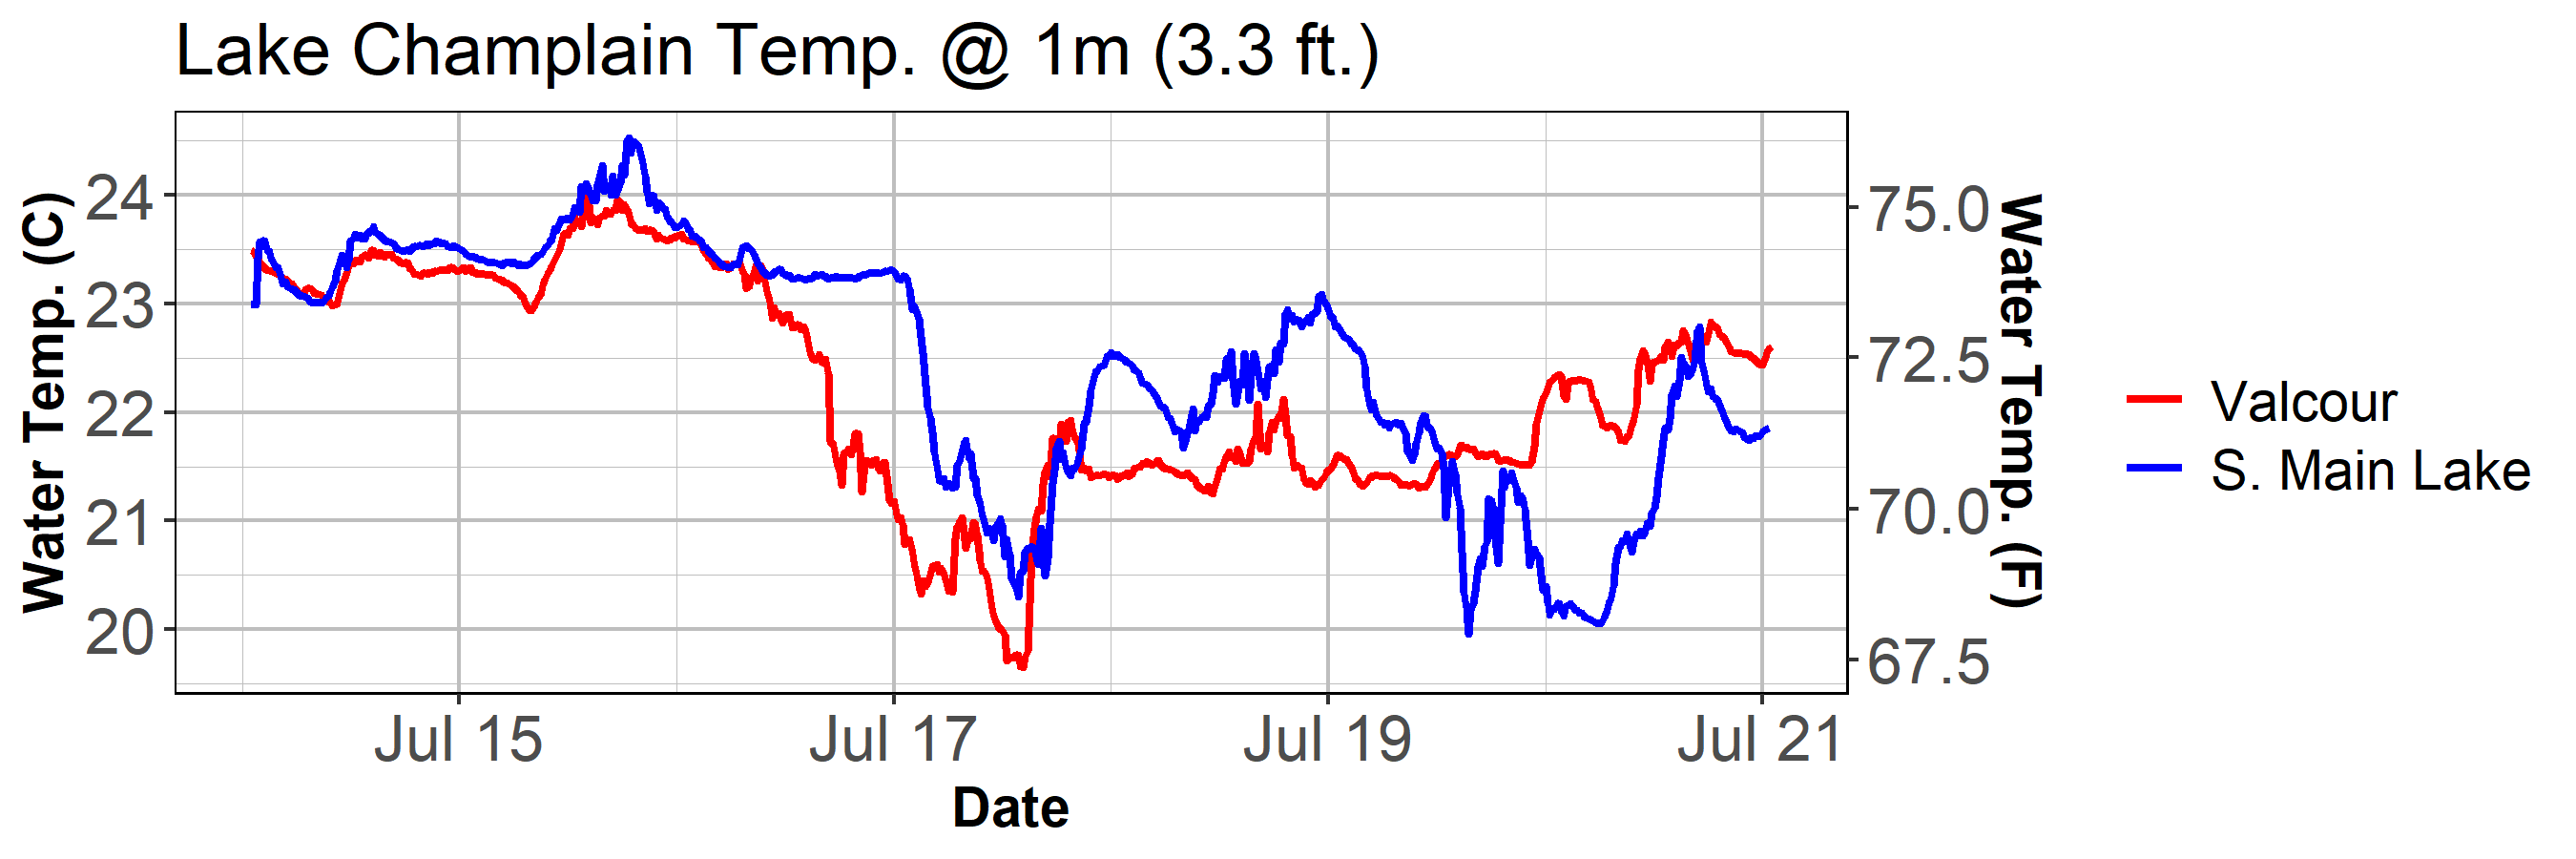 Lake Champlain Temp. @ 1m (3.3 ft.)
Water Temp. (C)
24
23
22
21
20
75.0
72.5
70.0
67.5
Water Temp. (F)
Jul 15
Jul 17
Jul 19
Jul 21
Date
Valcour
S. Main Lake